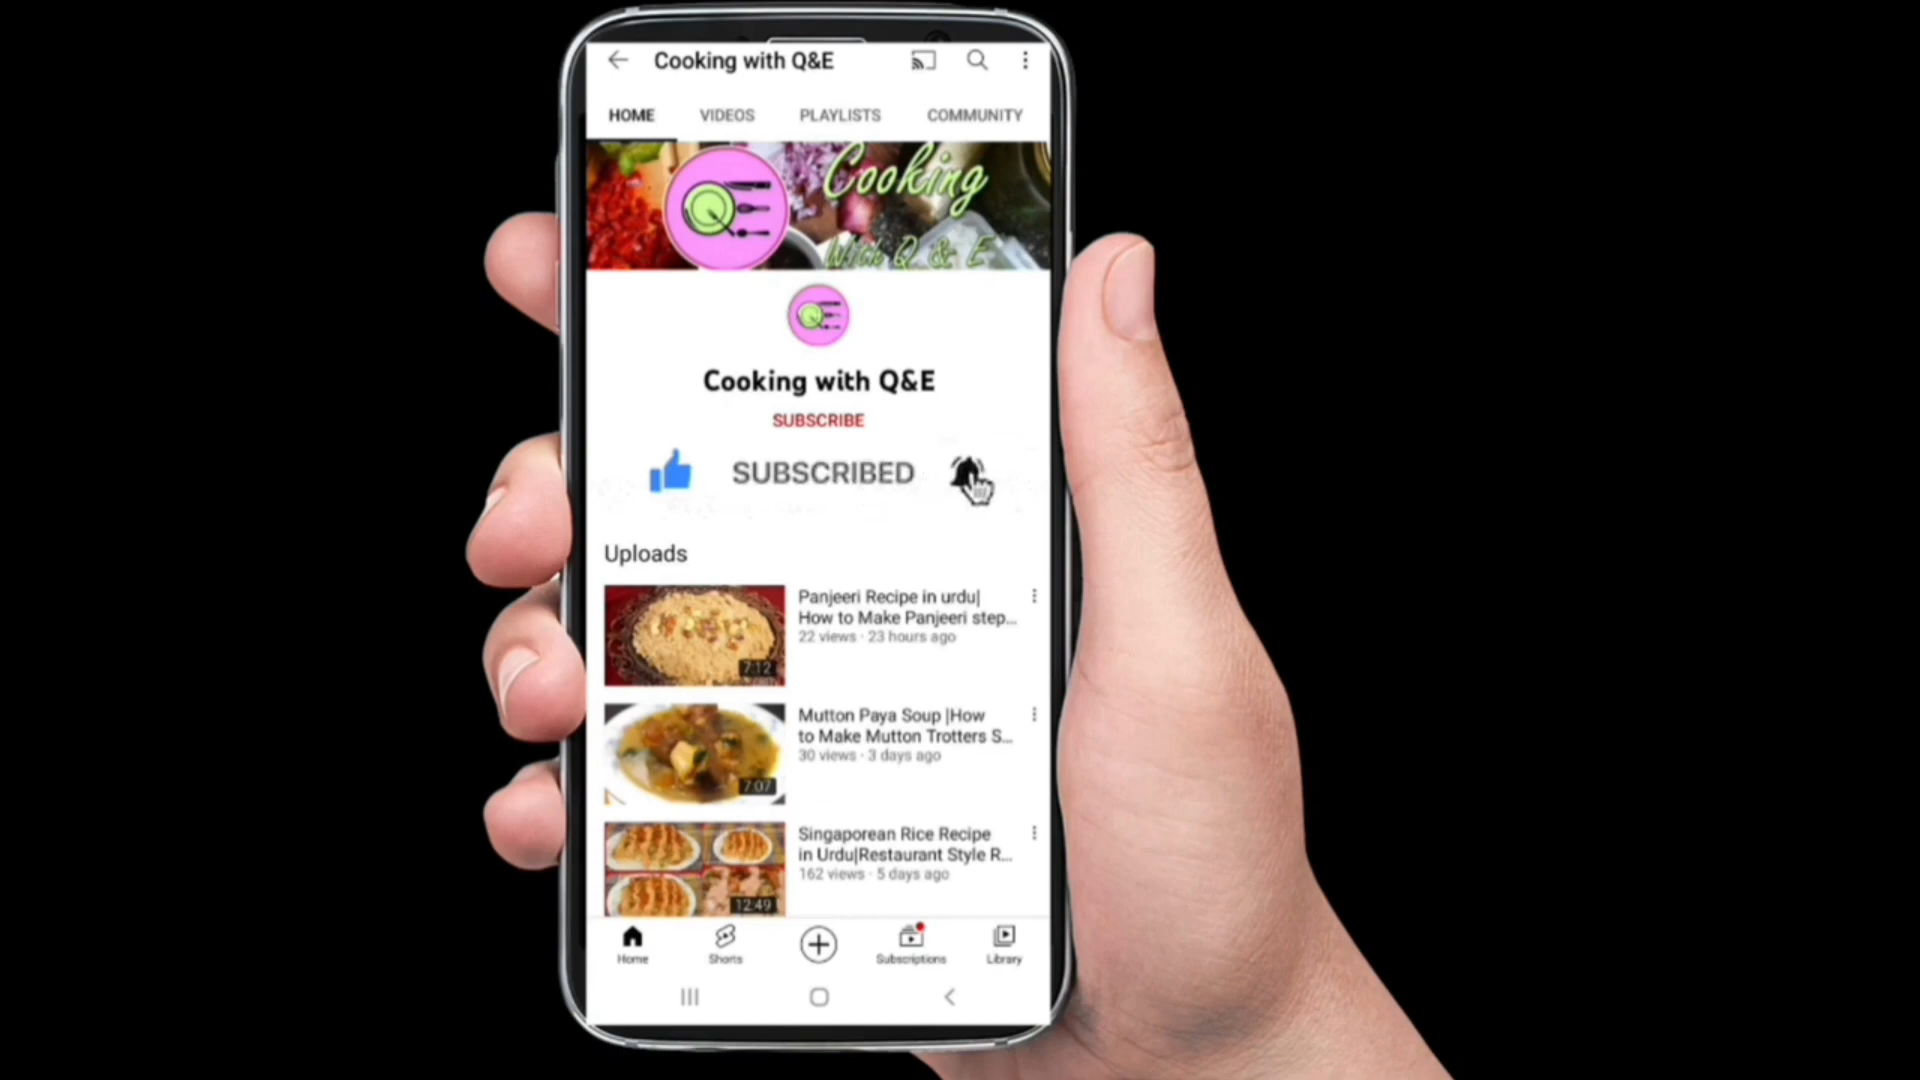 Cooking with Q&E
HOME VIDEOS PLAYLISTS COMMUNITY
Cooking
With Q & E
Cooking with Q&E
SUBSCRIBE
SUBSCRIBED
Uploads
Panjeeri Recipe in urdu|
How to Make Panjeeri step...
22 views · 23 hours ago
7:12
Mutton Paya Soup |How
to Make Mutton Trotters S...
30 views · 3 days ago
7:07
Singaporean Rice Recipe
in Urdu|Restaurant Style R...
162 views · 5 days ago
12:49
Home Shorts Subscriptions Library